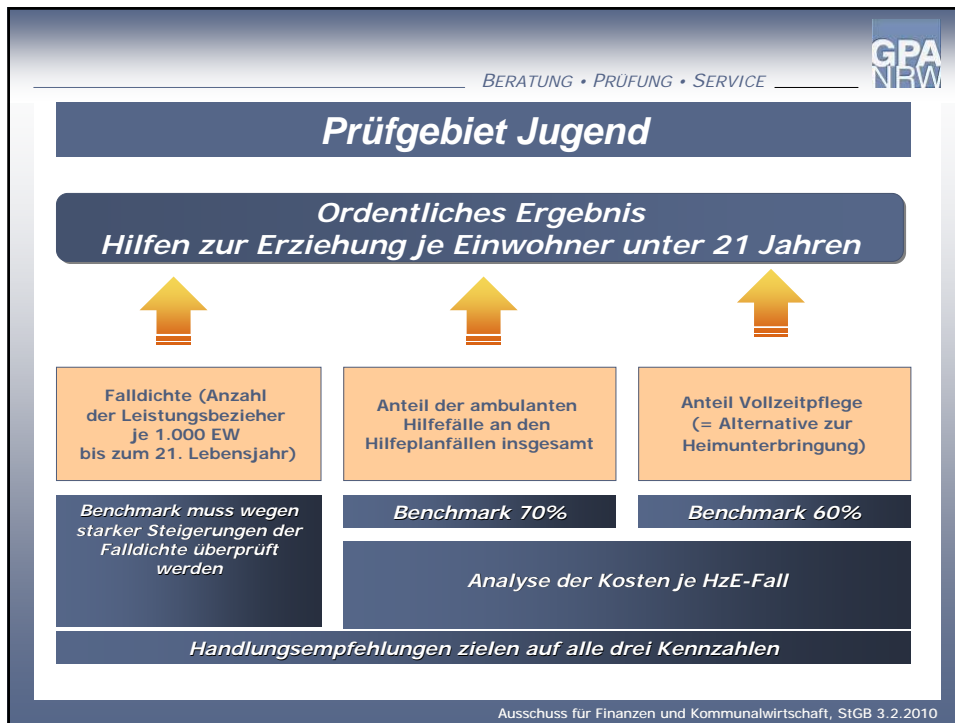 GPA
NRW
BERATUNG • PRÜFUNG • SERVICE
Prüfgebiet Jugend
Ordentliches Ergebnis
Hilfen zur Erziehung je Einwohner unter 21 Jahren
Falldichte (Anzahl
der Leistungsbezieher
je 1.000 EW
bis zum 21. Lebensjahr)
Anteil der ambulanten
Hilfefälle an den
Hilfeplanfällen insgesamt
Anteil Vollzeitpflege
(= Alternative zur
Heimunterbringung)
Benchmark muss wegen
starker Steigerungen der
Falldichte überprüft
werden
Benchmark 70%
Benchmark 60%
Analyse der Kosten je HzE-Fall
Handlungsempfehlungen zielen auf alle drei Kennzahlen
Ausschuss für Finanzen und Kommunalwirtschaft, StGB 3.2.2010